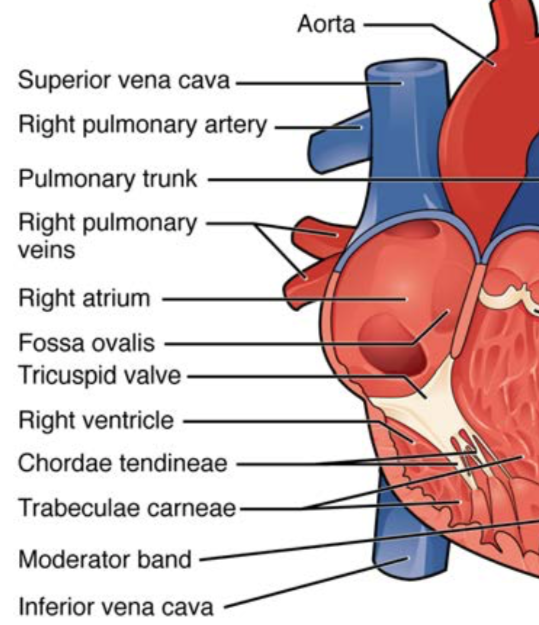 Aorta
Superior vena cava
Right pulmonary artery
Pulmonary trunk
Right pulmonary
veins
Right atrium
Fossa ovalis
Tricuspid valve
Right ventricle
Chordae tendineae
Trabeculae carneae
Moderator band
Inferior vena cava